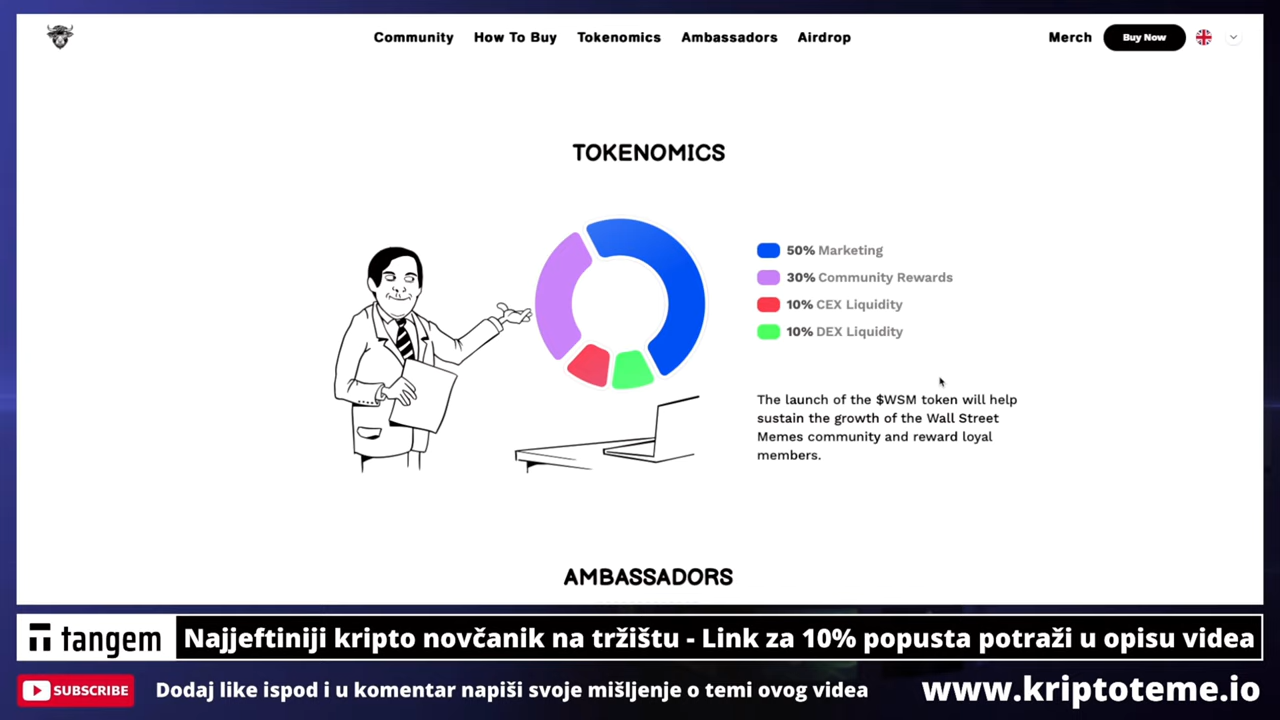 Community How To Buy Tokenomics Ambassadors Airdrop Merch Buy Now
TOKENOMICS
50% Marketing
30% Community Rewards
10% CEX Liquidity
10% DEX Liquidity
The launch of the $WSM token will help
sustain the growth of the Wall Street
Memes community and reward loyal
members.
AMBASSADORS
tangem Najjeftiniji kripto novčanik na tržištu - Link za 10% popusta potraži u opisu videa
SUBSCRIBE Dodaj like ispod i u komentar napiši svoje mišljenje o temi ovog videa www.kriptoteme.io